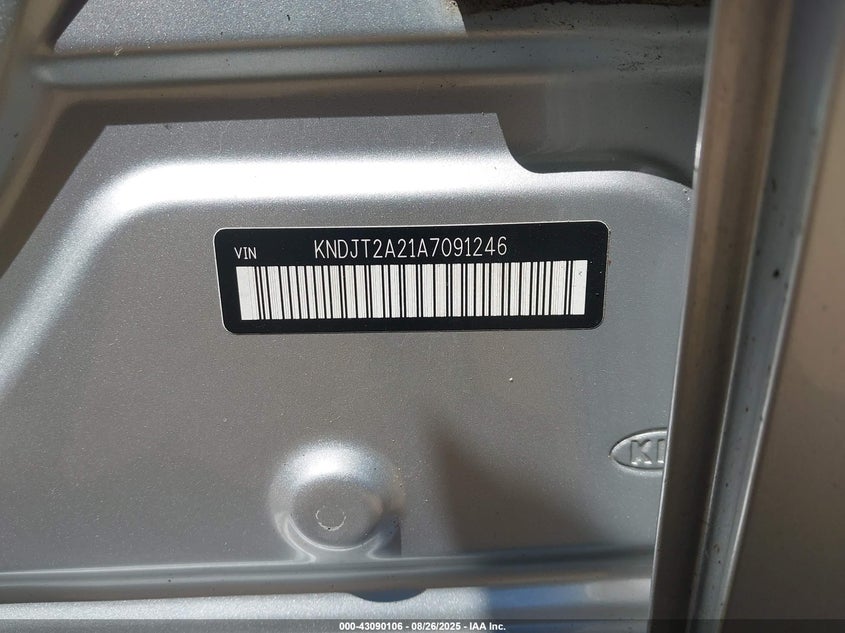 VIN KNDJT2A21A7091246
000-43090106 - 08/26/2025 - IAA Inc.